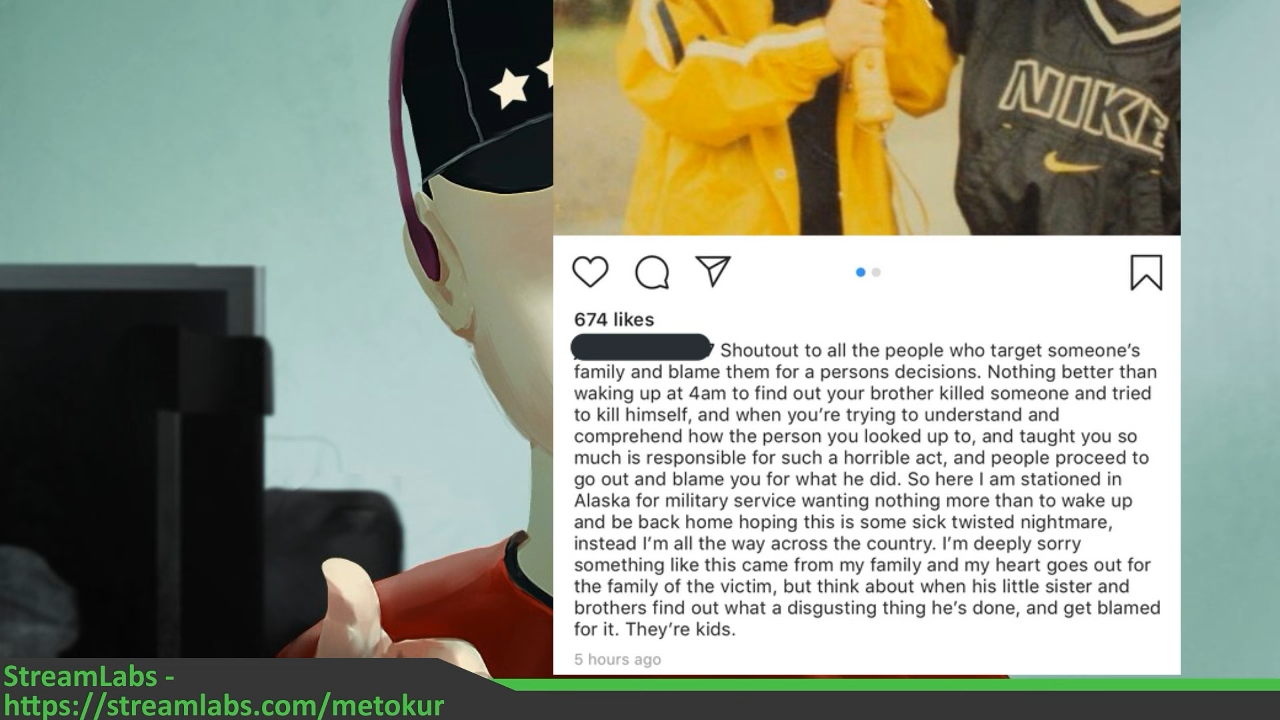 NIKE
674 likes
Shoutout to all the people who target someone's
family and blame them for a persons decisions. Nothing better than
waking up at 4am to find out your brother killed someone and tried
to kill himself, and when you're trying to understand and
comprehend how the person you looked up to, and taught you so
much is responsible for such a horrible act, and people proceed to
go out and blame you for what he did. So here I am stationed in
Alaska for military service wanting nothing more than to wake up
and be back home hoping this is some sick twisted nightmare,
instead I'm all the way across the country. I'm deeply sorry
something like this came from my family and my heart goes out for
the family of the victim, but think about when his little sister and
brothers find out what a disgusting thing he's done, and get blamed
for it. They're kids.
5 hours ago
StreamLabs -
https://streamlabs.com/metokur